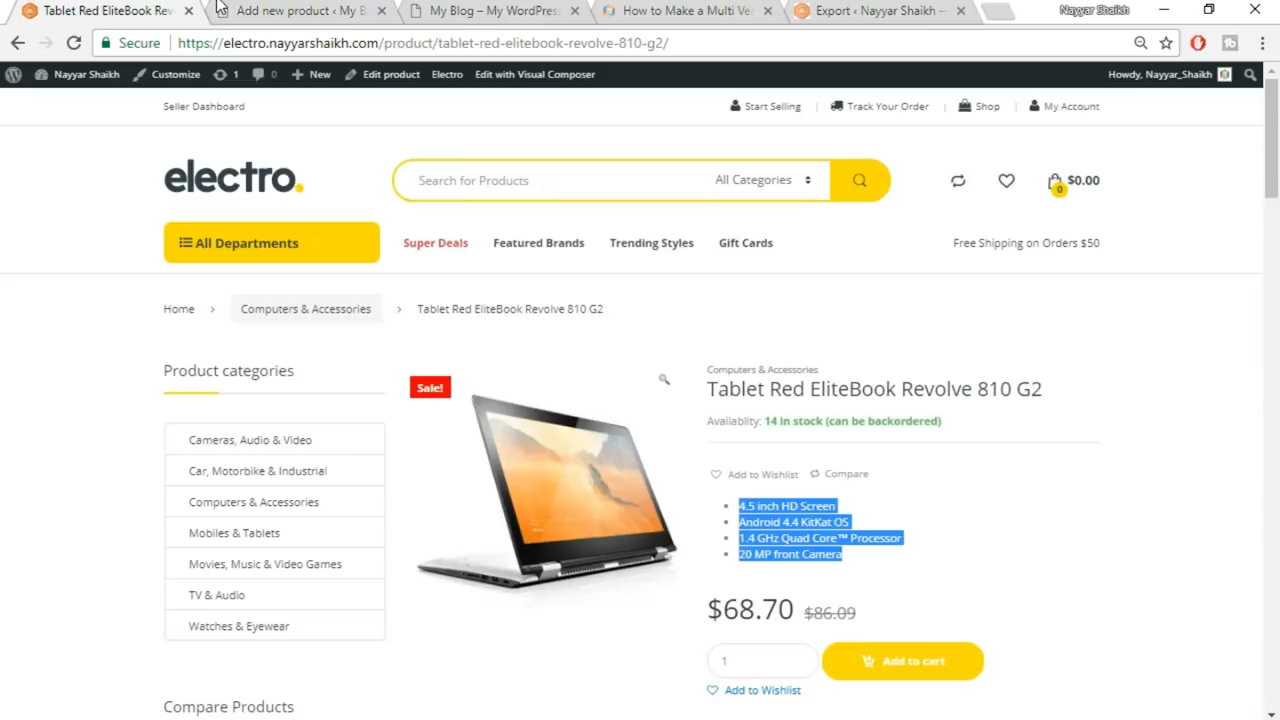 Tablet Red EliteBook Rev
Add new product ‹ My B
My Blog – My WordPres
How to Make a Multi Ve
Export ‹ Nayyar Shaikh —
Nayyar Shaikh
Secure
https://electro.nayyarshaikh.com/product/tablet-red-elitebook-revolve-810-g2/
Nayyar Shaikh Customize 1 0 New Edit product Electro Edit with Visual Composer Howdy, Nayyar_Shaikh
Seller Dashboard Start Selling Track Your Order Shop My Account
electro.
Search for Products All Categories
$0.00
0
All Departments Super Deals Featured Brands Trending Styles Gift Cards Free Shipping on Orders $50
Home > Computers & Accessories > Tablet Red EliteBook Revolve 810 G2
Product categories
Cameras, Audio & Video
Car, Motorbike & Industrial
Computers & Accessories
Mobiles & Tablets
Movies, Music & Video Games
TV & Audio
Watches & Eyewear
Compare Products
Sale!
Computers & Accessories
Tablet Red EliteBook Revolve 810 G2
Availablity: 14 in stock (can be backordered)
Add to Wishlist Compare
4.5 inch HD Screen
Android 4.4 KitKat OS
1.4 GHz Quad Core™ Processor
20 MP front Camera
$68.70 $86.09
1 Add to cart
Add to Wishlist